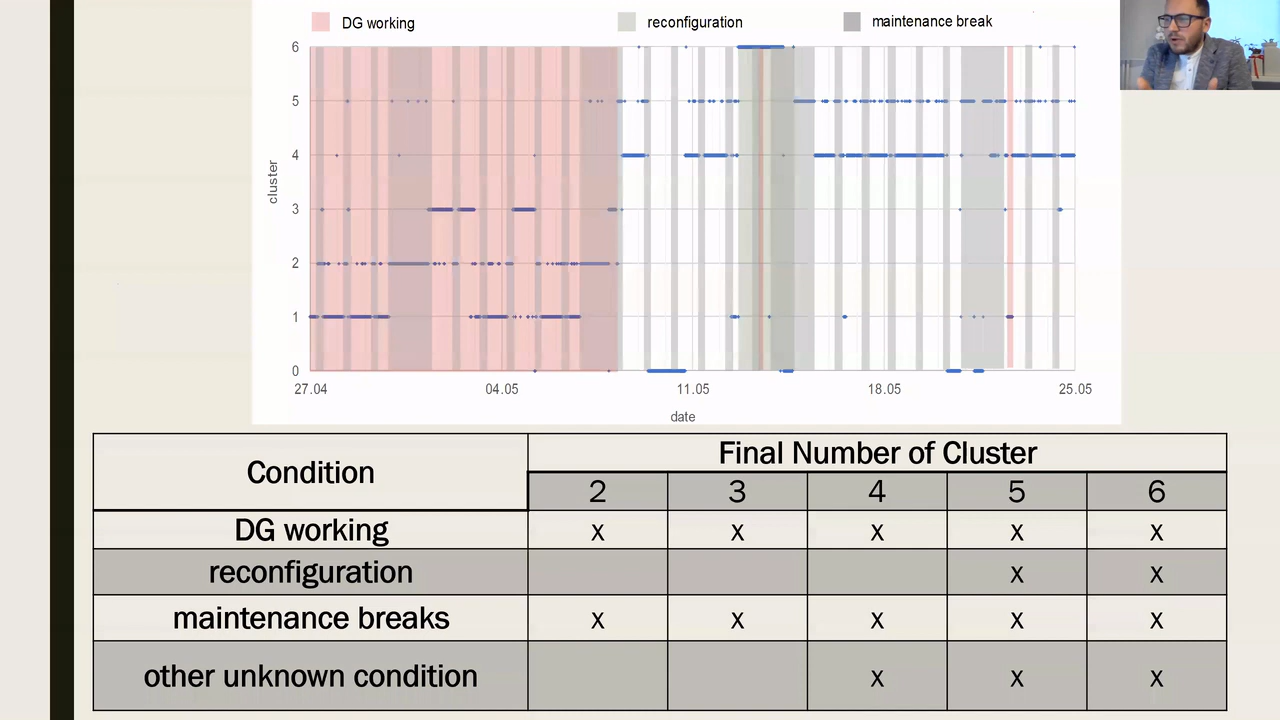 DG working reconfiguration maintenance break
6
5
4
3
2
1
0
cluster
27.04 04.05 11.05 18.05 25.05
date
Condition Final Number of Cluster
2 3 4 5 6
DG working x x x x x
reconfiguration x x
maintenance breaks x x x x x
other unknown condition x x x